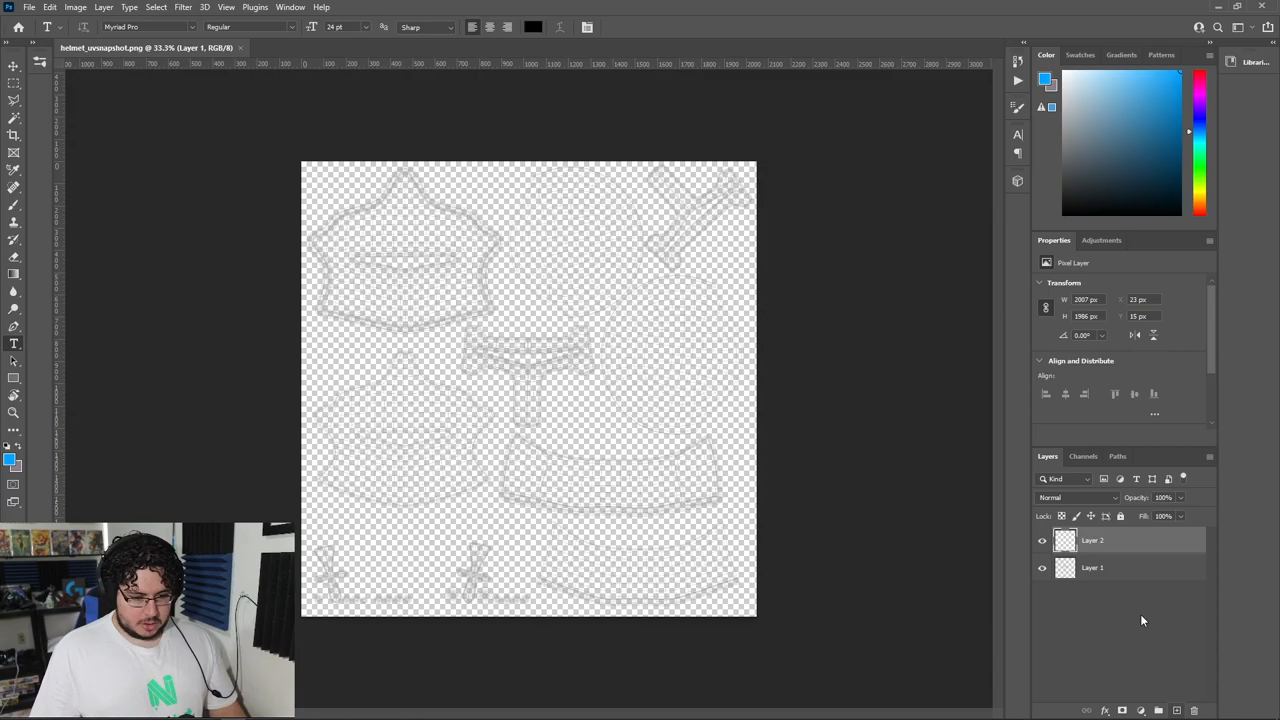 File Edit Image Layer Type Select Filter 3D View Plugins Window Help
Myriad Pro Regular 24 pt Sharp
helmet_uvsnapshot.png @ 33.3% (Layer 1, RGB/8)
Color Swatches Gradients Patterns
Librari...
Properties Adjustments
Pixel Layer
Transform
W 2007 px X 23 px
H 1986 px Y 15 px
0.00°
Align and Distribute
Align:
Layers Channels Paths
Kind
Normal Opacity: 100%
Lock: Fill: 100%
Layer 2
Layer 1